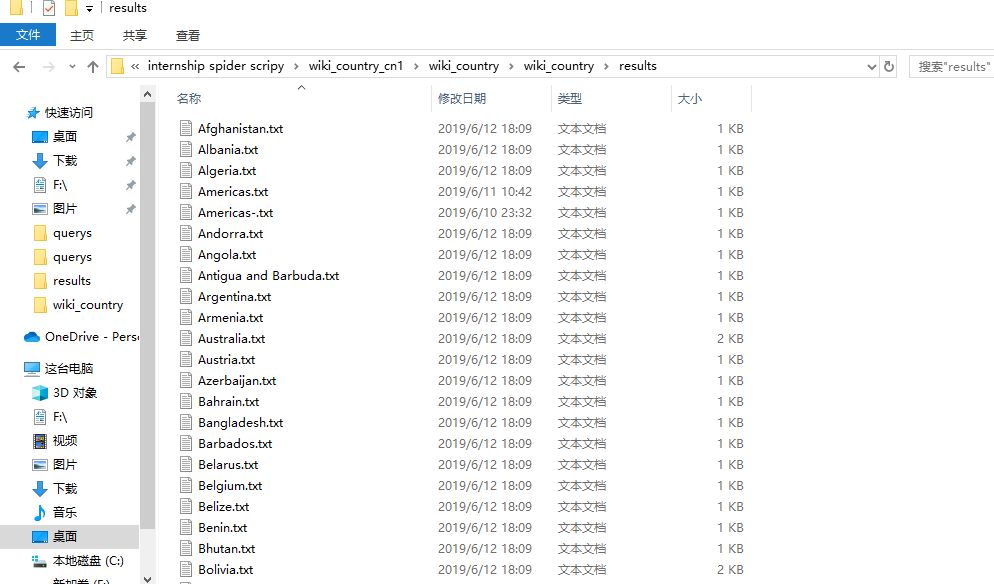 results
文件 主页 共享 查看
« internship spider scripy › wiki_country_cn1 › wiki_country › wiki_country › results 搜索"results"
名称 修改日期 类型 大小
快速访问
桌面
下载
F:\
图片
querys
querys
results
wiki_country
OneDrive - Perso
这台电脑
3D 对象
F:\
视频
图片
下载
音乐
桌面
本地磁盘 (C:)
新加卷 (E:)
Afghanistan.txt 2019/6/12 18:09 文本文档 1 KB
Albania.txt 2019/6/12 18:09 文本文档 1 KB
Algeria.txt 2019/6/12 18:09 文本文档 1 KB
Americas.txt 2019/6/11 10:42 文本文档 1 KB
Americas-.txt 2019/6/10 23:32 文本文档 1 KB
Andorra.txt 2019/6/12 18:09 文本文档 1 KB
Angola.txt 2019/6/12 18:09 文本文档 1 KB
Antigua and Barbuda.txt 2019/6/12 18:09 文本文档 1 KB
Argentina.txt 2019/6/12 18:09 文本文档 1 KB
Armenia.txt 2019/6/12 18:09 文本文档 1 KB
Australia.txt 2019/6/12 18:09 文本文档 2 KB
Austria.txt 2019/6/12 18:09 文本文档 1 KB
Azerbaijan.txt 2019/6/12 18:09 文本文档 1 KB
Bahrain.txt 2019/6/12 18:09 文本文档 1 KB
Bangladesh.txt 2019/6/12 18:09 文本文档 1 KB
Barbados.txt 2019/6/12 18:09 文本文档 1 KB
Belarus.txt 2019/6/12 18:09 文本文档 1 KB
Belgium.txt 2019/6/12 18:09 文本文档 1 KB
Belize.txt 2019/6/12 18:09 文本文档 1 KB
Benin.txt 2019/6/12 18:09 文本文档 1 KB
Bhutan.txt 2019/6/12 18:09 文本文档 1 KB
Bolivia.txt 2019/6/12 18:09 文本文档 2 KB